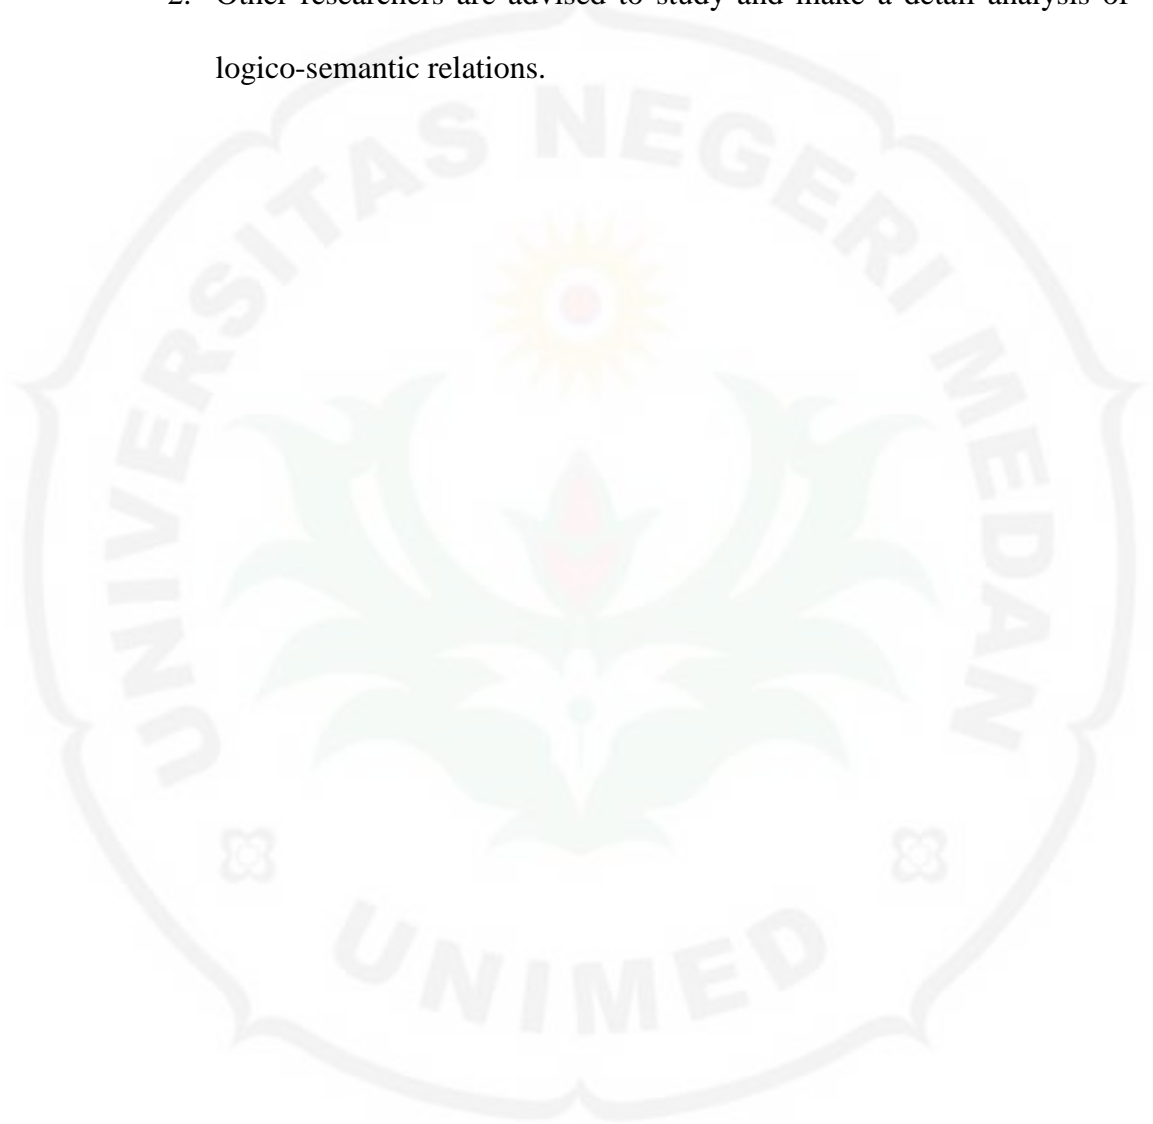 2. Other researchers are advised to study and make a detail analysis of
logico-semantic relations.
UNIVERSITAS NEGERI MEDAN
UNIMED